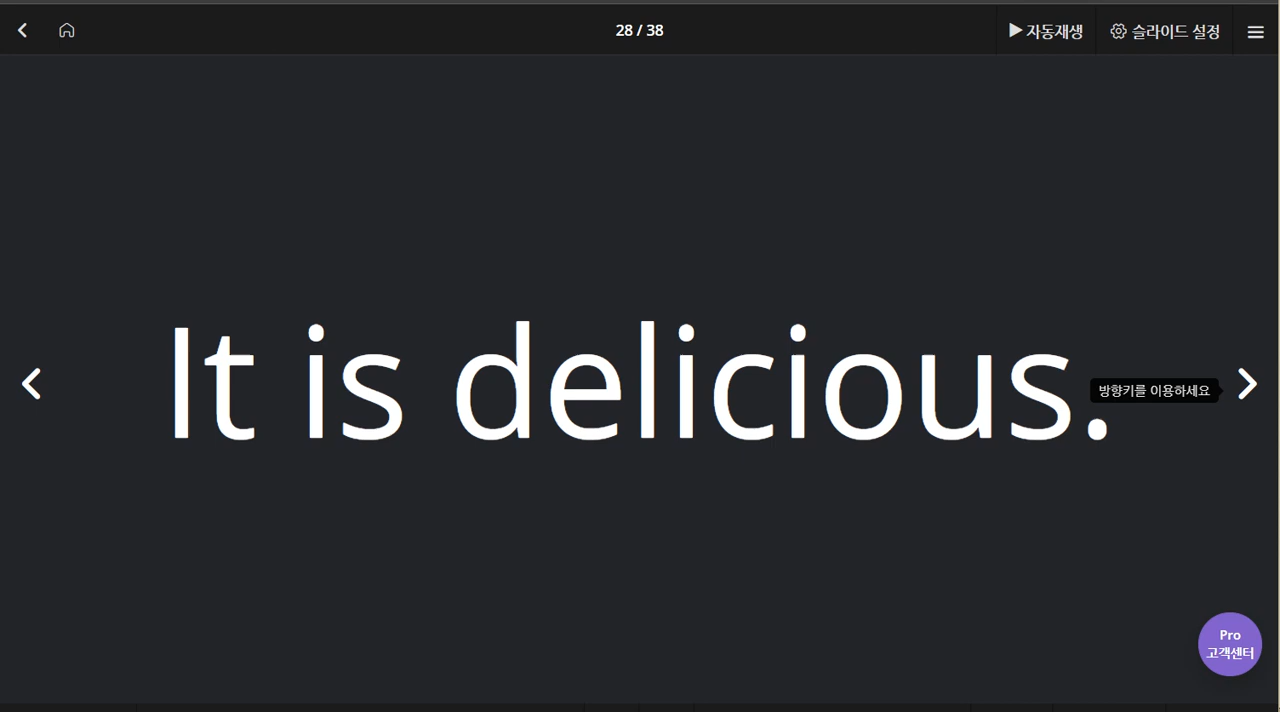 28 / 38
▶ 자동재생
슬라이드 설정
It is delicious.
방향키를 이용하세요
Pro
고객센터